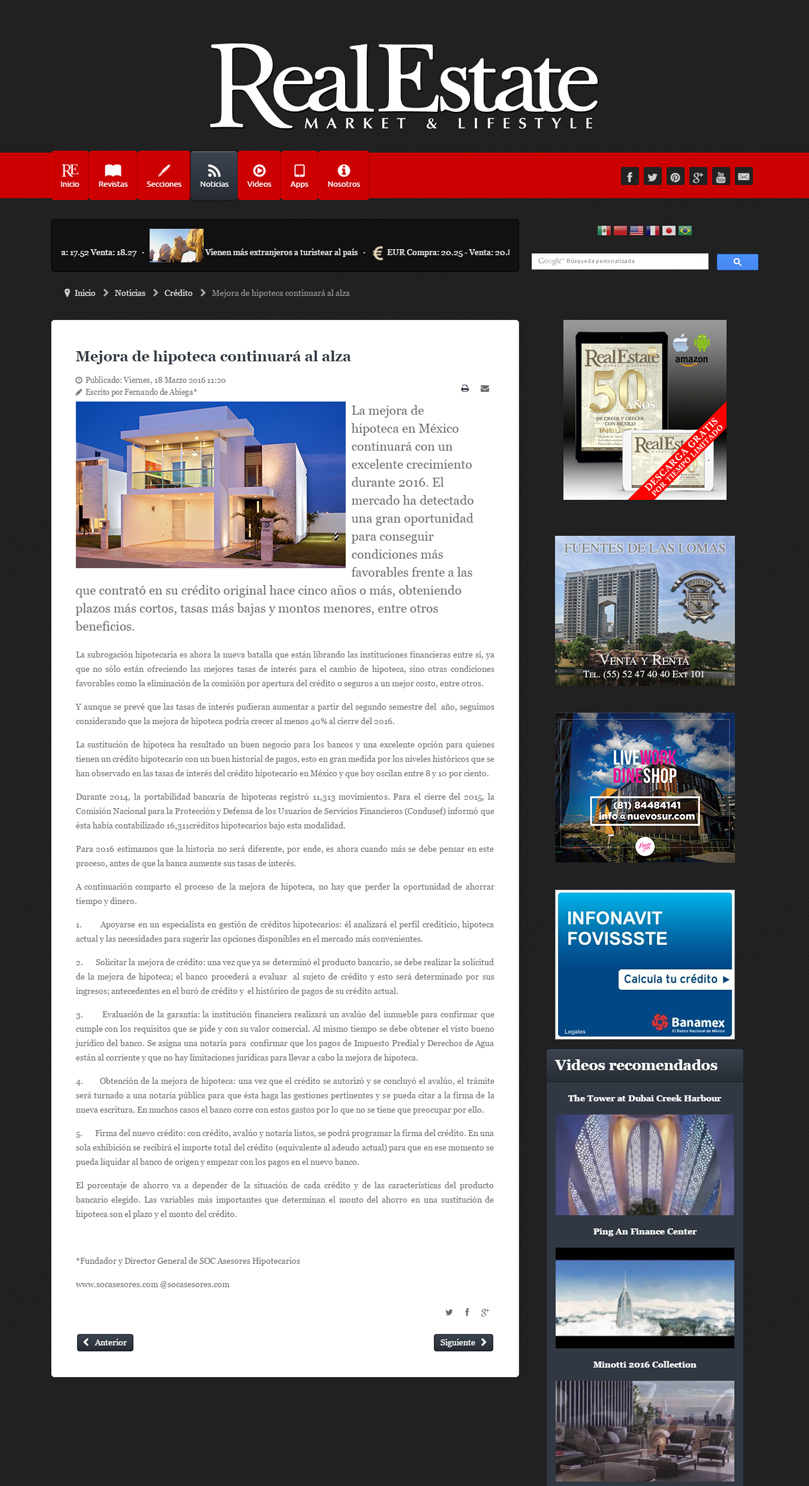 RealEstate
MARKET & LIFESTYLE
RE
Inicio
Revistas
Secciones
Noticias
Videos
Apps
Nosotros
a: 17.52 Venta: 18.27 · Vienen más extranjeros a turistear al país · € EUR Compra: 20.25 - Venta: 20.8
Google Búsqueda personalizada
Inicio > Noticias > Crédito > Mejora de hipoteca continuará al alza
Mejora de hipoteca continuará al alza
Publicado: Viernes, 18 Marzo 2016 11:20
Escrito por Fernando de Abiega*
La mejora de
hipoteca en México
continuará con un
excelente crecimiento
durante 2016. El
mercado ha detectado
una gran oportunidad
para conseguir
condiciones más
favorables frente a las
que contrató en su crédito original hace cinco años o más, obteniendo
plazos más cortos, tasas más bajas y montos menores, entre otros
beneficios.
La subrogación hipotecaria es ahora la nueva batalla que están librando las instituciones financieras entre sí, ya
que no sólo están ofreciendo las mejores tasas de interés para el cambio de hipoteca, sino otras condiciones
favorables como la eliminación de la comisión por apertura del crédito o seguros a un mejor costo, entre otros.
Y aunque se prevé que las tasas de interés pudieran aumentar a partir del segundo semestre del año, seguimos
considerando que la mejora de hipoteca podría crecer al menos 40% al cierre del 2016.
La sustitución de hipoteca ha resultado un buen negocio para los bancos y una excelente opción para quienes
tienen un crédito hipotecario con un buen historial de pagos, esto en gran medida por los niveles históricos que se
han observado en las tasas de interés del crédito hipotecario en México y que hoy oscilan entre 8 y 10 por ciento.
Durante 2014, la portabilidad bancaria de hipotecas registró 11,313 movimientos. Para el cierre del 2015, la
Comisión Nacional para la Protección y Defensa de los Usuarios de Servicios Financieros (Condusef) informó que
ésta había contabilizado 16,311créditos hipotecarios bajo esta modalidad.
Para 2016 estimamos que la historia no será diferente, por ende, es ahora cuando más se debe pensar en este
proceso, antes de que la banca aumente sus tasas de interés.
A continuación comparto el proceso de la mejora de hipoteca, no hay que perder la oportunidad de ahorrar
tiempo y dinero.
1. Apoyarse en un especialista en gestión de créditos hipotecarios: él analizará el perfil crediticio, hipoteca
actual y las necesidades para sugerir las opciones disponibles en el mercado más convenientes.
2. Solicitar la mejora de crédito: una vez que ya se determinó el producto bancario, se debe realizar la solicitud
de la mejora de hipoteca; el banco procederá a evaluar al sujeto de crédito y esto será determinado por sus
ingresos; antecedentes en el buró de crédito y el histórico de pagos de su crédito actual.
3. Evaluación de la garantía: la institución financiera realizará un avalúo del inmueble para confirmar que
cumple con los requisitos que se pide y con su valor comercial. Al mismo tiempo se debe obtener el visto bueno
jurídico del banco. Se asigna una notaría para confirmar que los pagos de Impuesto Predial y Derechos de Agua
están al corriente y que no hay limitaciones jurídicas para llevar a cabo la mejora de hipoteca.
4. Obtención de la mejora de hipoteca: una vez que el crédito se autorizó y se concluyó el avalúo, el trámite
será turnado a una notaría pública para que ésta haga las gestiones pertinentes y se pueda citar a la firma de la
nueva escritura. En muchos casos el banco corre con estos gastos por lo que no se tiene que preocupar por ello.
5. Firma del nuevo crédito: con crédito, avalúo y notaría listos, se podrá programar la firma del crédito. En una
sola exhibición se recibirá el importe total del crédito (equivalente al adeudo actual) para que en ese momento se
pueda liquidar al banco de origen y empezar con los pagos en el nuevo banco.
El porcentaje de ahorro va a depender de la situación de cada crédito y de las características del producto
bancario elegido. Las variables más importantes que determinan el monto del ahorro en una sustitución de
hipoteca son el plazo y el monto del crédito.
*Fundador y Director General de SOC Asesores Hipotecarios
www.socasesores.com @socasesores.com
Anterior
Siguiente
RealEstate
50
AÑOS
DE CREER Y CRECER
CON MÉXICO
amazon
RealEstate
DESCARGA GRATIS
POR TIEMPO LIMITADO
FUENTES DE LAS LOMAS
VENTA Y RENTA
TEL. (55) 52 47 40 40 EXT 101
LIVEWORK
DINESHOP
(81) 84484141
info@nuevosur.com
INFONAVIT
FOVISSSTE
Calcula tu crédito
Legales
Banamex
El Banco Nacional de México
Videos recomendados
The Tower at Dubai Creek Harbour
Ping An Finance Center
Minotti 2016 Collection